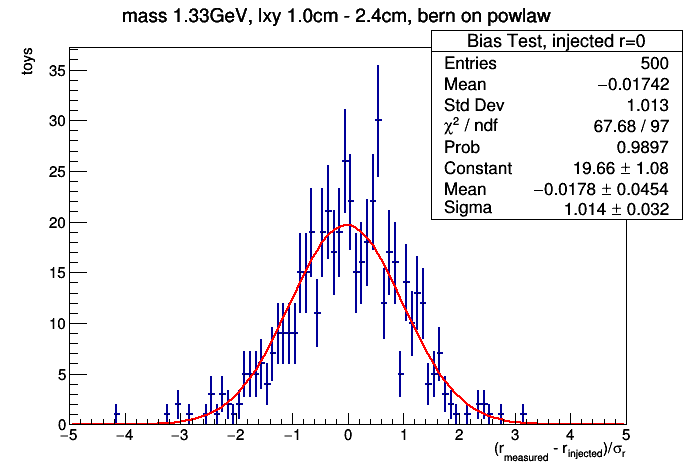 mass 1.33GeV, lxy 1.0cm - 2.4cm, bern on powlaw
toys
Bias Test, injected r=0
Entries 500
Mean −0.01742
Std Dev 1.013
χ² / ndf 67.68 / 97
Prob 0.9897
Constant 19.66 ± 1.08
Mean −0.0178 ± 0.0454
Sigma 1.014 ± 0.032
35
30
25
20
15
10
5
0
−5 −4 −3 −2 −1 0 1 2 3 4 5
(r_measured - r_injected)/σ_r